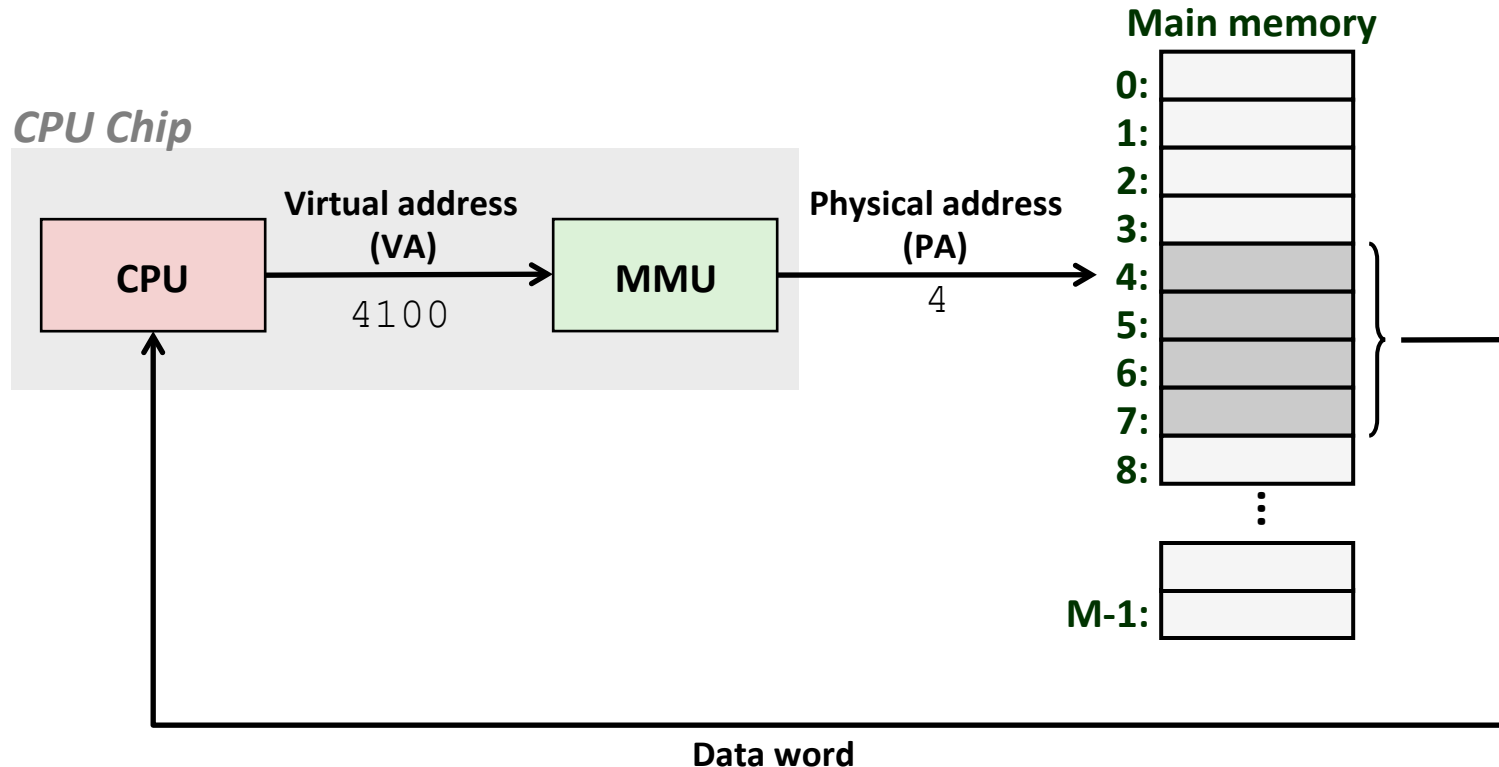 Main memory
CPU Chip
Virtual address
(VA)
4100
CPU
MMU
Physical address
(PA)
4
0:
1:
2:
3:
4:
5:
6:
7:
8:
...
M-1:
Data word